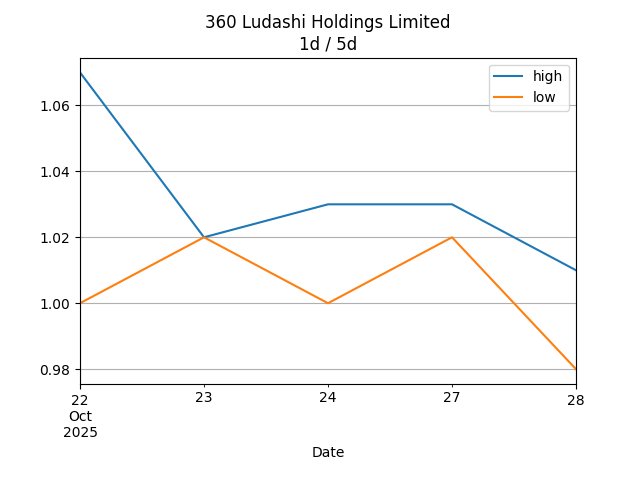 360 Ludashi Holdings Limited
1d / 5d
high
low
1.06
1.04
1.02
1.00
0.98
22 23 24 27 28
Oct
2025
Date